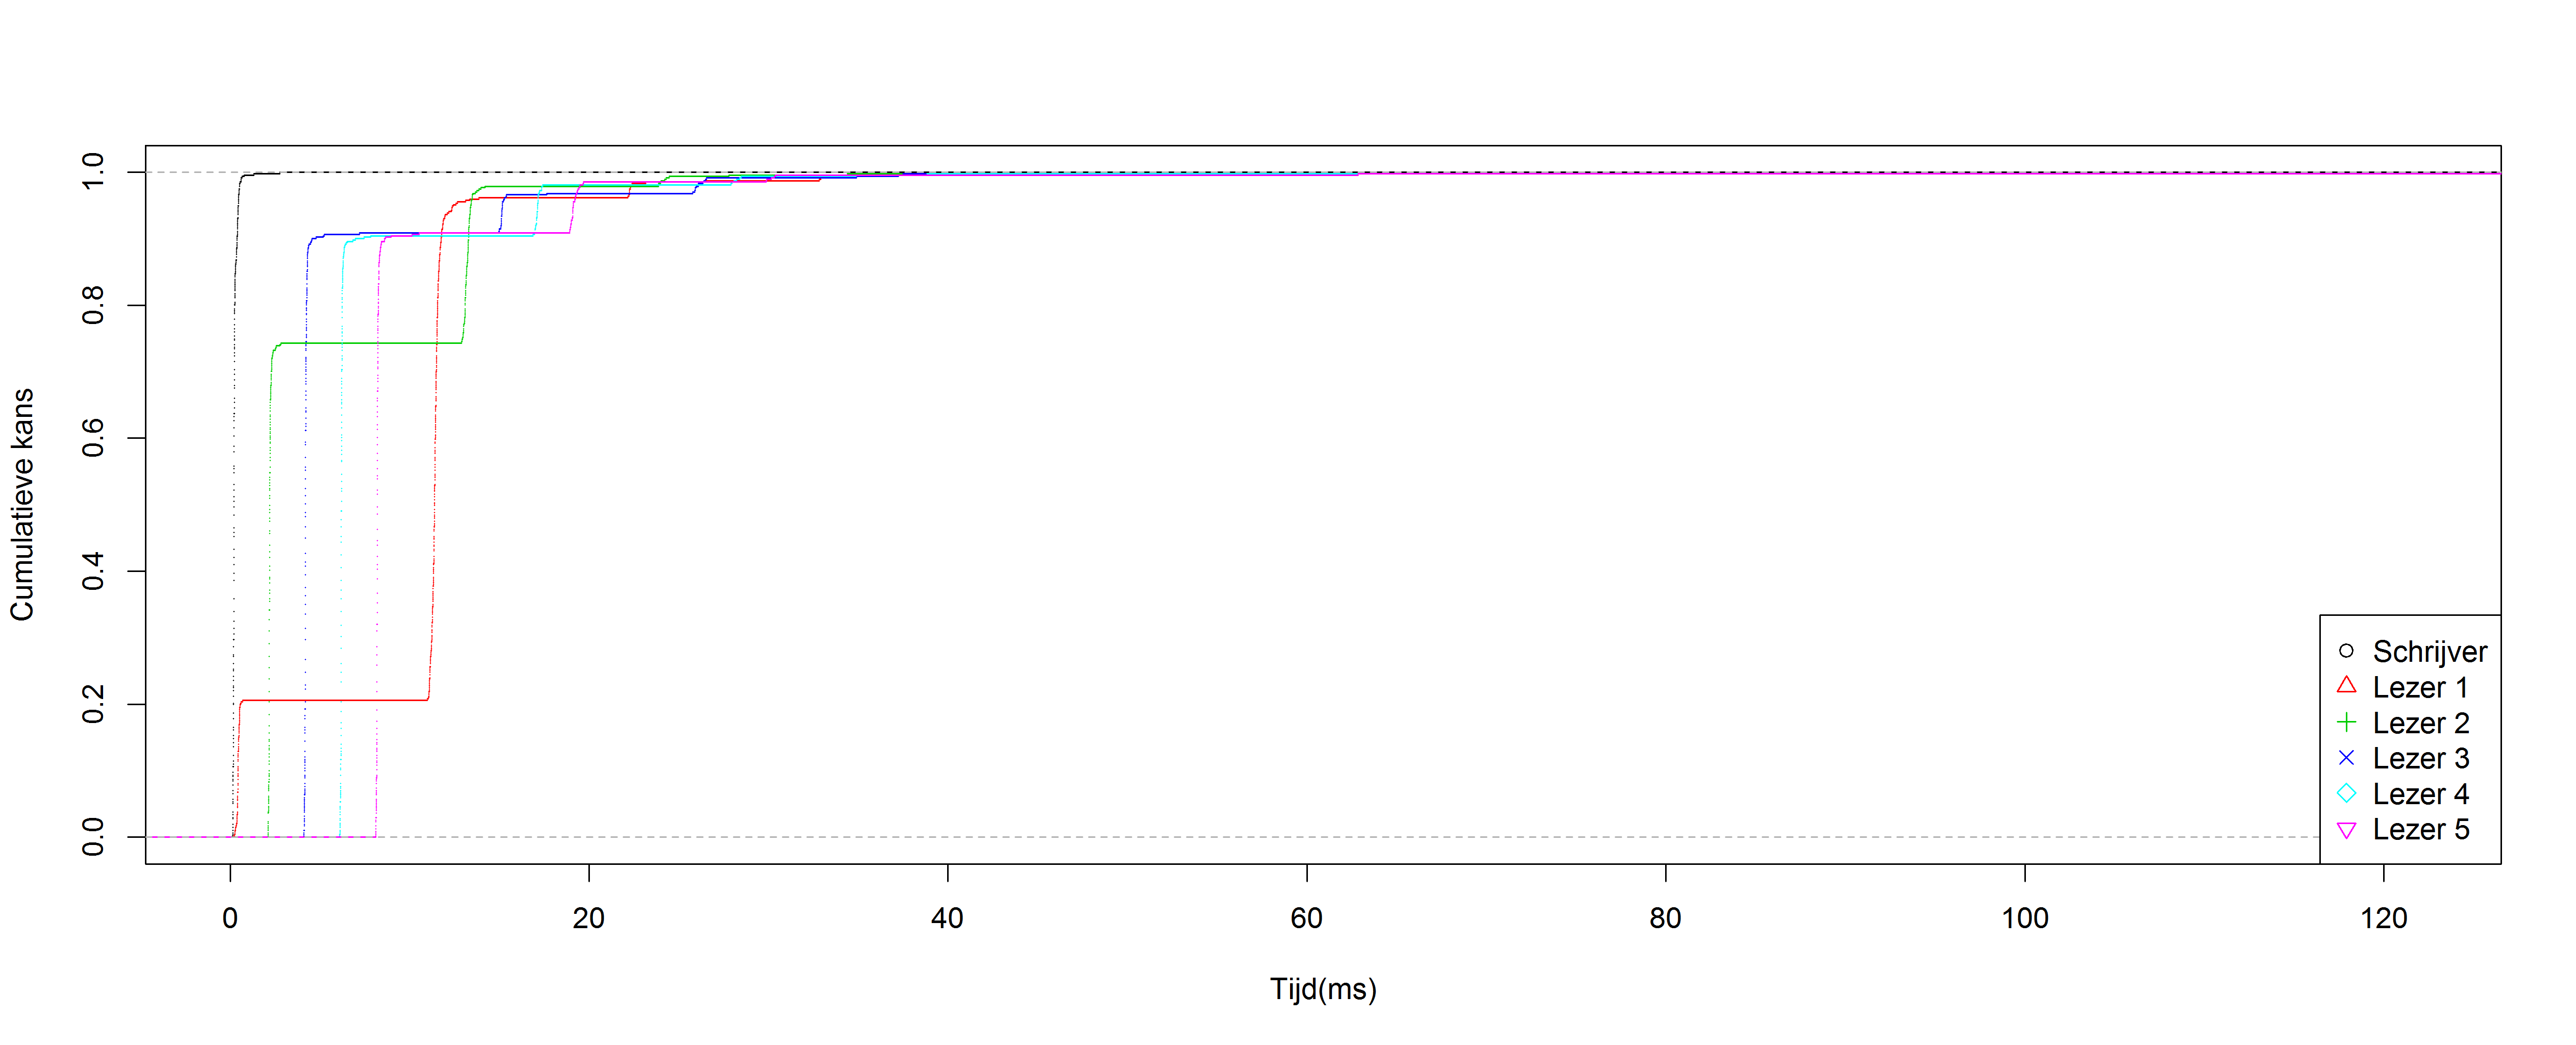 Cumulatieve kans
1.0
0.8
0.6
0.4
0.2
0.0
0 20 40 60 80 100 120
Tijd(ms)
Schrijver
Lezer 1
Lezer 2
Lezer 3
Lezer 4
Lezer 5